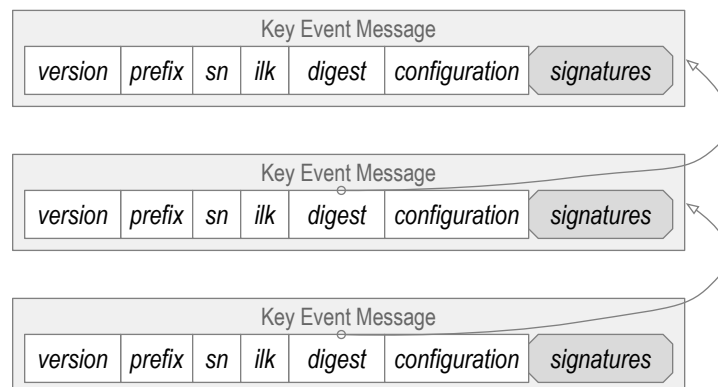 Key Event Message
version prefix sn ilk digest configuration signatures
Key Event Message
version prefix sn ilk digest configuration signatures
Key Event Message
version prefix sn ilk digest configuration signatures